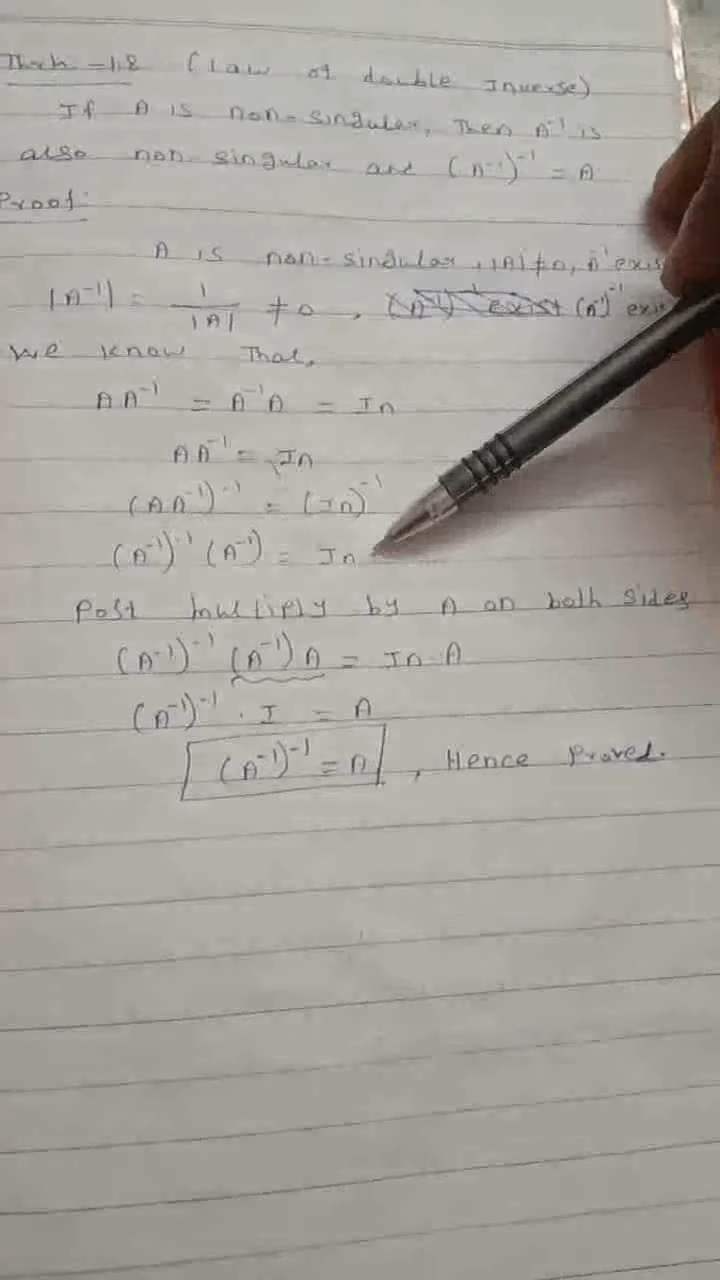 Thek - 1.8 (Law of double Inverse)
If A is non-singular, Then A⁻¹ is
also non singular and (A⁻¹)⁻¹ = A
Proof:
A is non-singular, |A| ≠ 0, A⁻¹ exis
|A⁻¹| = 1/|A| ≠ 0, (A⁻¹)⁻¹ exi
We know That,
AA⁻¹ = A⁻¹A = In
AA⁻¹ = In
(AA⁻¹)⁻¹ = (In)⁻¹
(A⁻¹)⁻¹ (A⁻¹) = In
Post multiply by A on both sides
(A⁻¹)⁻¹ (A⁻¹) A = In · A
(A⁻¹)⁻¹ · I = A
(A⁻¹)⁻¹ = A, Hence Proved.